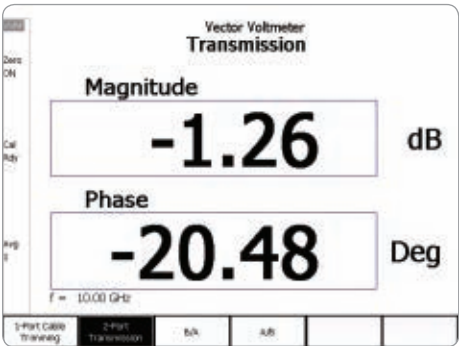 Vector Voltmeter
Transmission
Zero
ON
Magnitude
-1.26 dB
Cal
Rdy
Phase
-20.48 Deg
Avg
f = 10.00 GHz
1-Port Cable
Trimming
2-Port
Transmission
B/A
A/B